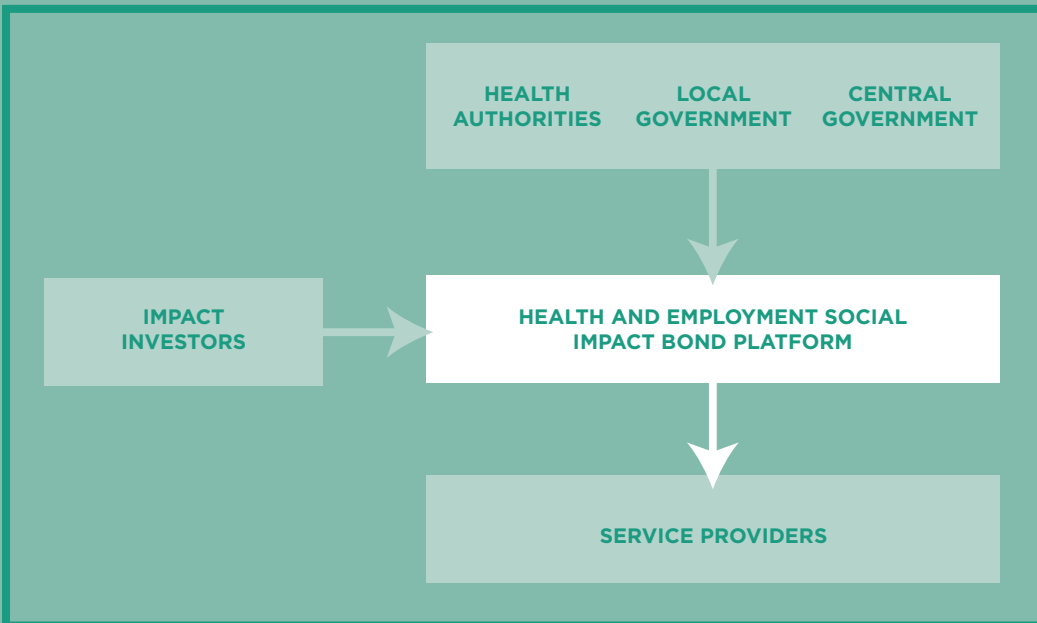 HEALTH
AUTHORITIES
LOCAL
GOVERNMENT
CENTRAL
GOVERNMENT
IMPACT
INVESTORS
HEALTH AND EMPLOYMENT SOCIAL
IMPACT BOND PLATFORM
SERVICE PROVIDERS